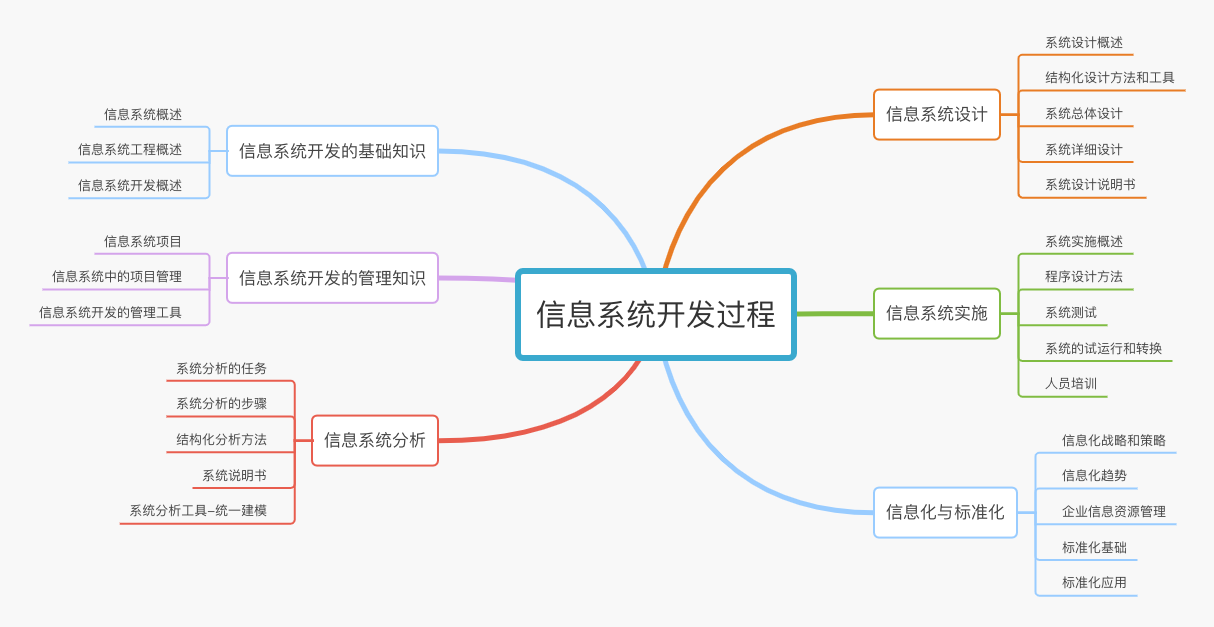 信息系统开发过程
信息系统开发的基础知识
信息系统概述
信息系统工程概述
信息系统开发概述
信息系统开发的管理知识
信息系统项目
信息系统中的项目管理
信息系统开发的管理工具
信息系统分析
系统分析的任务
系统分析的步骤
结构化分析方法
系统说明书
系统分析工具–统一建模
信息系统设计
系统设计概述
结构化设计方法和工具
系统总体设计
系统详细设计
系统设计说明书
信息系统实施
系统实施概述
程序设计方法
系统测试
系统的试运行和转换
人员培训
信息化与标准化
信息化战略和策略
信息化趋势
企业信息资源管理
标准化基础
标准化应用